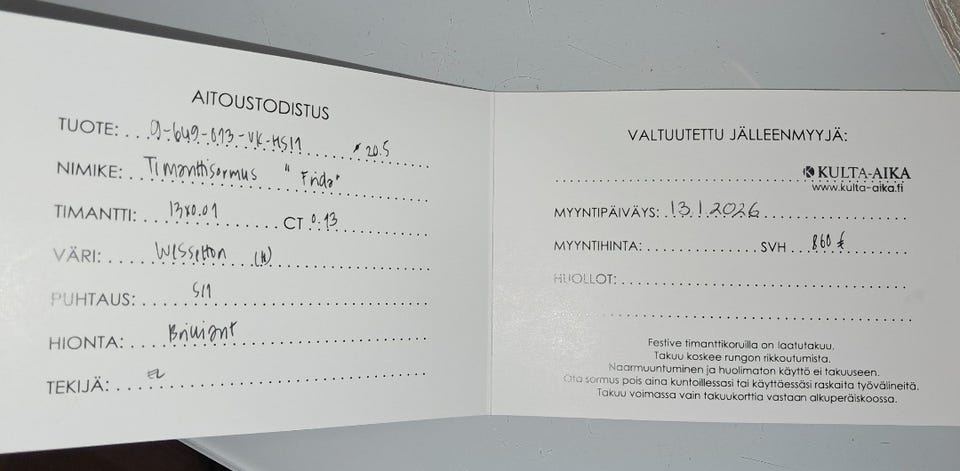 AITOUSTODISTUS
TUOTE: 9-649-013-VK-HSI1 20.5
NIMIKE: Timanttisormus "Frida"
TIMANTTI: 13x0.01 CT 0.13
VÄRI: Wesselton (H)
PUHTAUS: SI1
HIONTA: Briljant
TEKIJÄ: EL
VALTUUTETTU JÄLLEENMYYJÄ:
KULTA-AIKA
www.kulta-aika.fi
MYYNTIPÄIVÄYS: 13.1.2026
MYYNTIHINTA: SVH 860 €
HUOLLOT:
Festive timanttikoruilla on laatutakuu.
Takuu koskee rungon rikkoutumista.
Naarmuuntuminen ja huolimaton käyttö ei takuuseen.
Ota sormus pois aina kuntoillessasi tai käyttäessäsi raskaita työvälineitä.
Takuu voimassa vain takuukorttia vastaan alkuperäiskoossa.